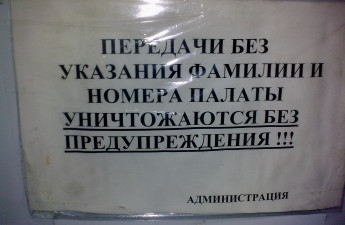 ПЕРЕДАЧИ БЕЗ
УКАЗАНИЯ ФАМИЛИИ И
НОМЕРА ПАЛАТЫ
УНИЧТОЖАЮТСЯ БЕЗ
ПРЕДУПРЕЖДЕНИЯ !!!
АДМИНИСТРАЦИЯ